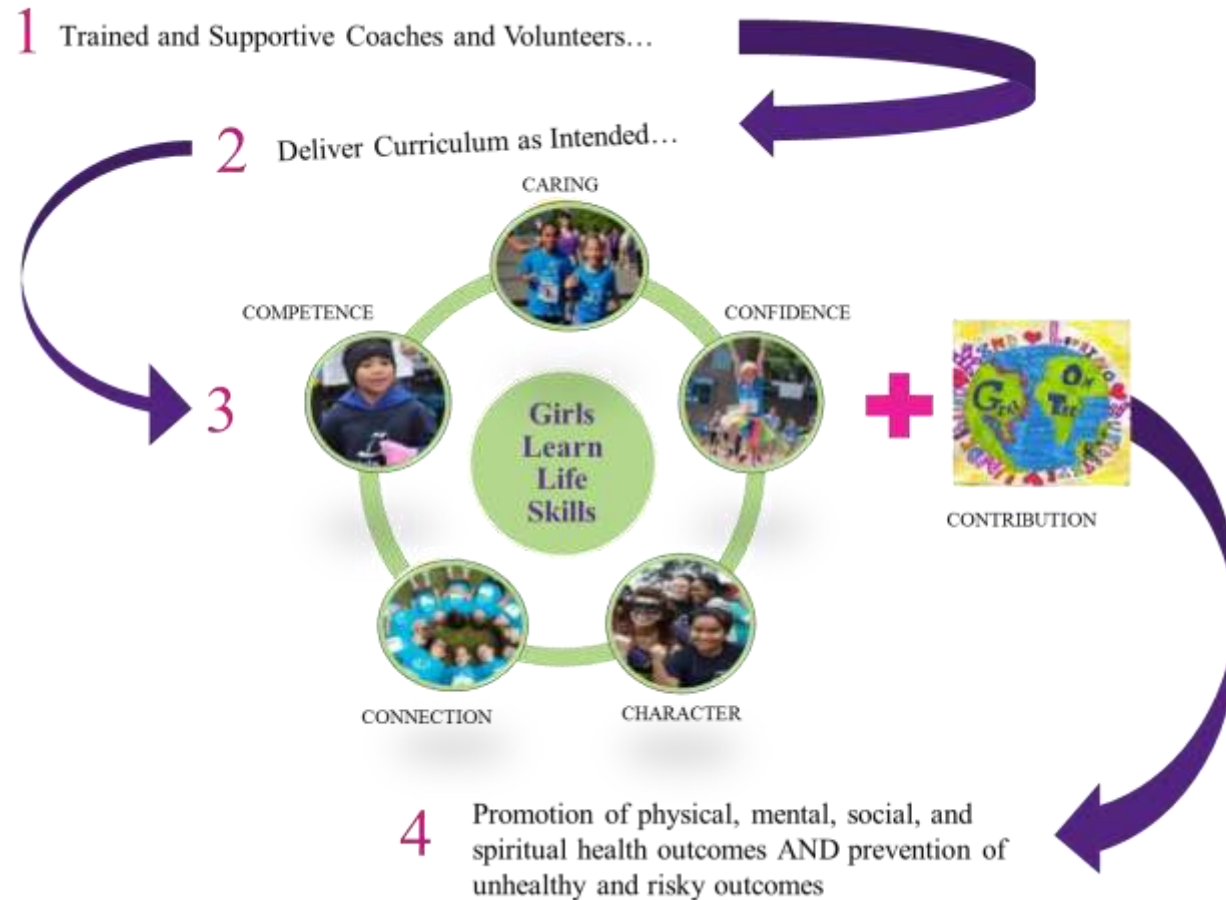 1 Trained and Supportive Coaches and Volunteers…
2 Deliver Curriculum as Intended…
CARING
COMPETENCE
CONFIDENCE
3
Girls
Learn
Life
Skills
CONTRIBUTION
CONNECTION
CHARACTER
4 Promotion of physical, mental, social, and
spiritual health outcomes AND prevention of
unhealthy and risky outcomes